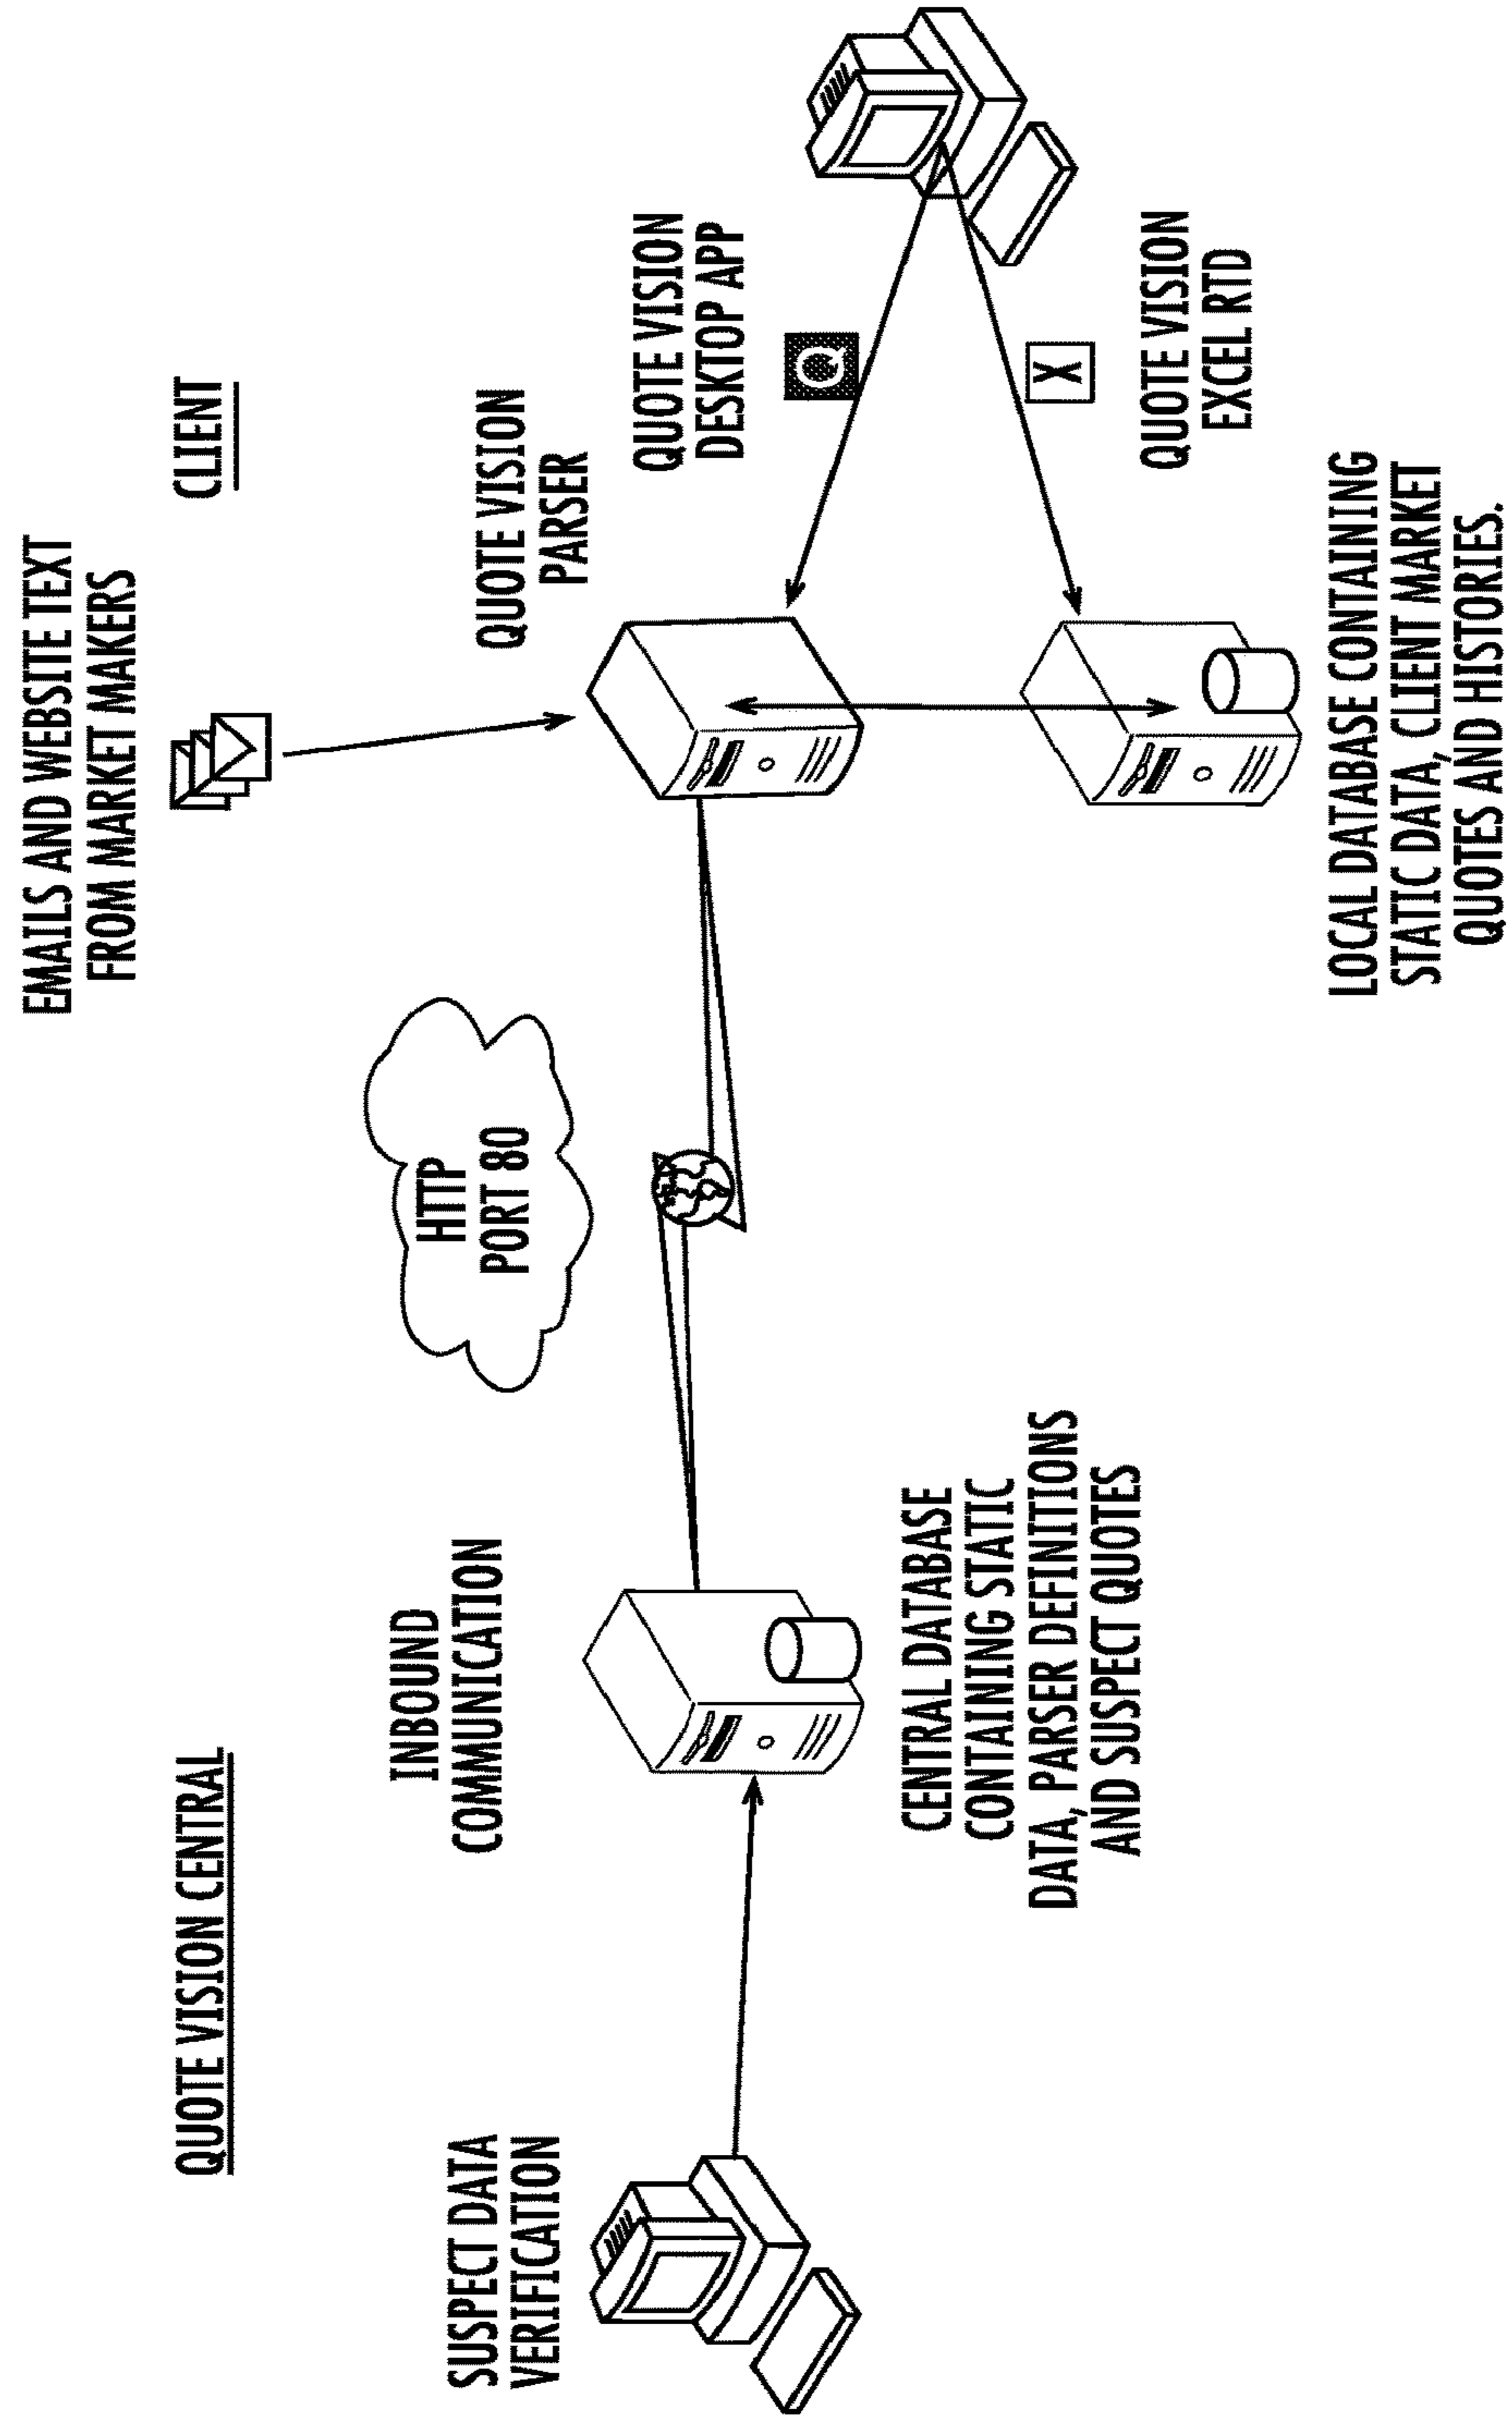 QUOTE VISION CENTRAL
CLIENT
EMAILS AND WEBSITE TEXT
FROM MARKET MAKERS
SUSPECT DATA
VERIFICATION
INBOUND
COMMUNICATION
HTTP
PORT 80
QUOTE VISION
PARSER
QUOTE VISION
DESKTOP APP
Q
X
QUOTE VISION
EXCEL RTD
CENTRAL DATABASE
CONTAINING STATIC
DATA, PARSER DEFINITIONS
AND SUSPECT QUOTES
LOCAL DATABASE CONTAINING
STATIC DATA, CLIENT MARKET
QUOTES AND HISTORIES.